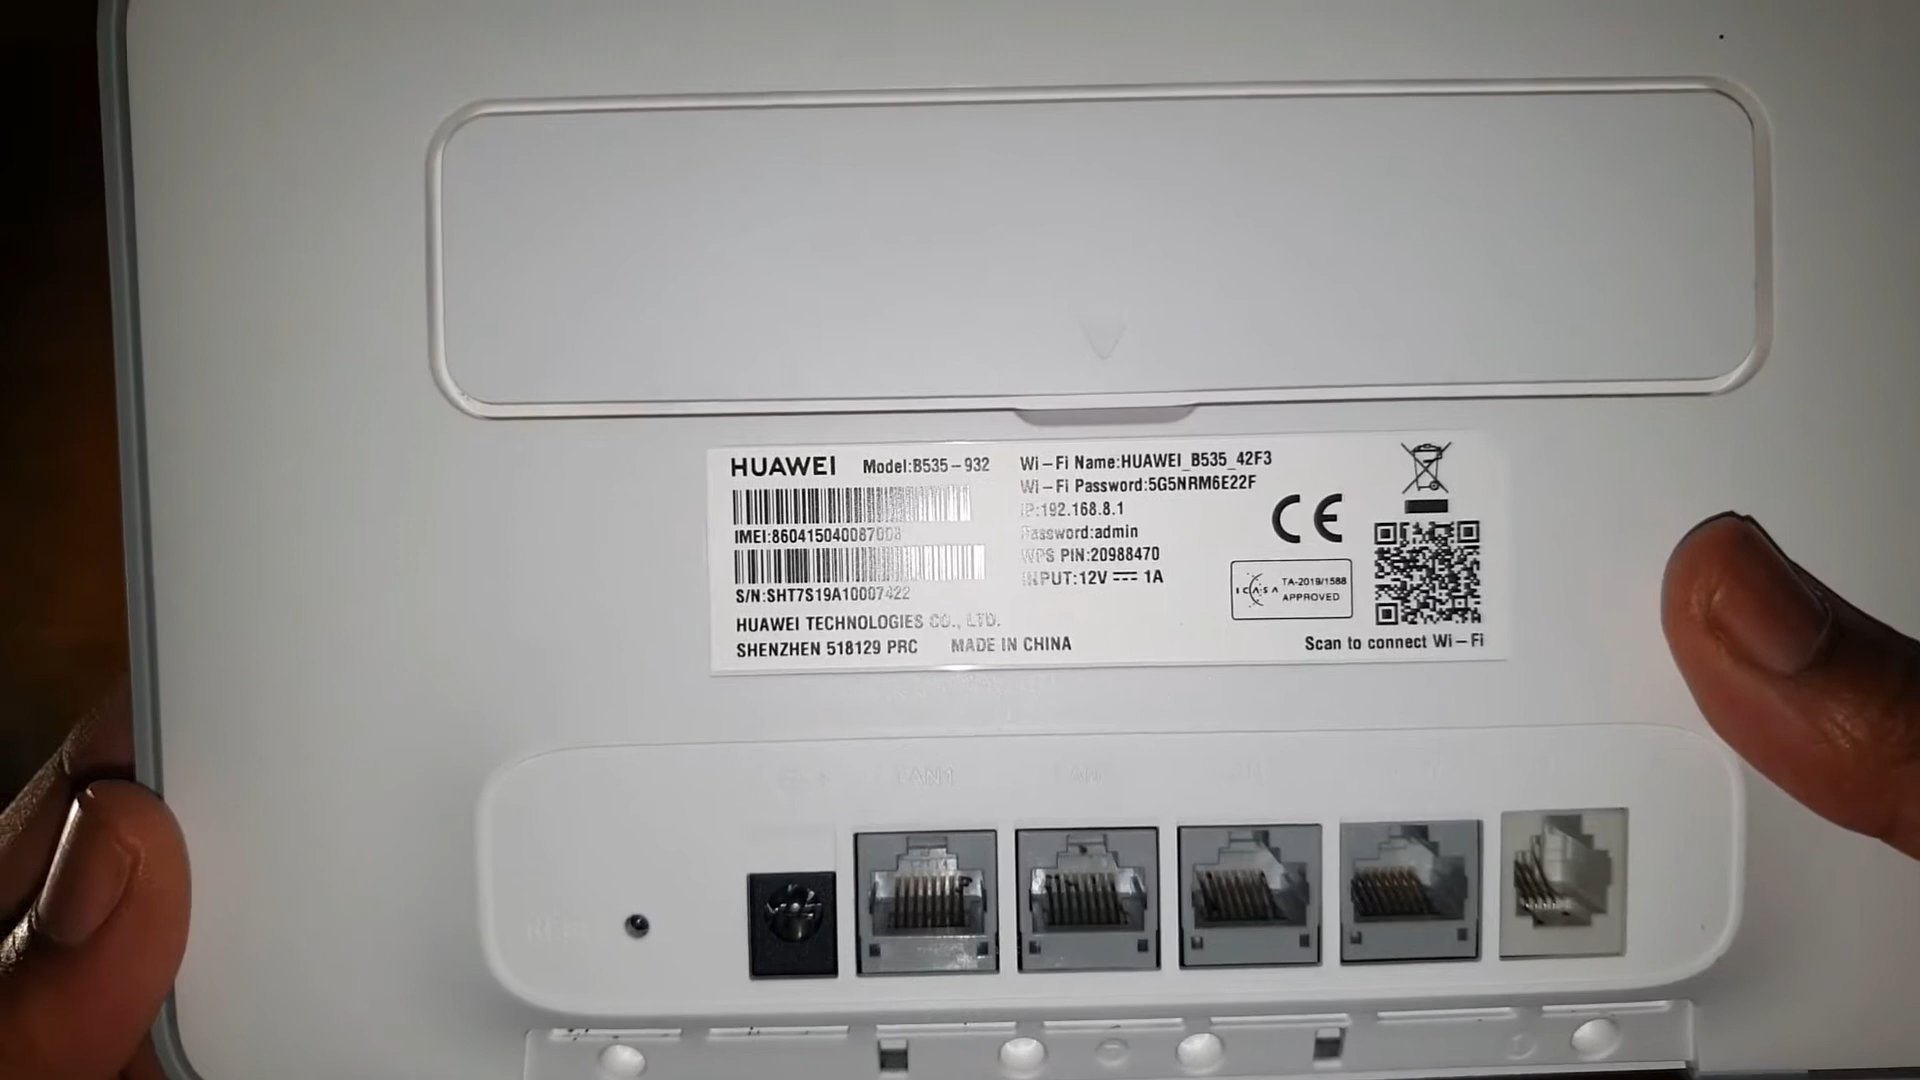 HUAWEI Model:B535-932
IMEI:860415040087003
S/N:SHT7S19A10007422
HUAWEI TECHNOLOGIES CO., LTD.
SHENZHEN 518129 PRC MADE IN CHINA
Wi-Fi Name:HUAWEI_B535_42F3
Wi-Fi Password:5G5NRM6E22F
IP:192.168.8.1
Password:admin
WPS PIN:20988470
INPUT:12V ⎓ 1A
CE
ICASA TA-2019/1588
APPROVED
Scan to connect Wi-Fi
LAN1